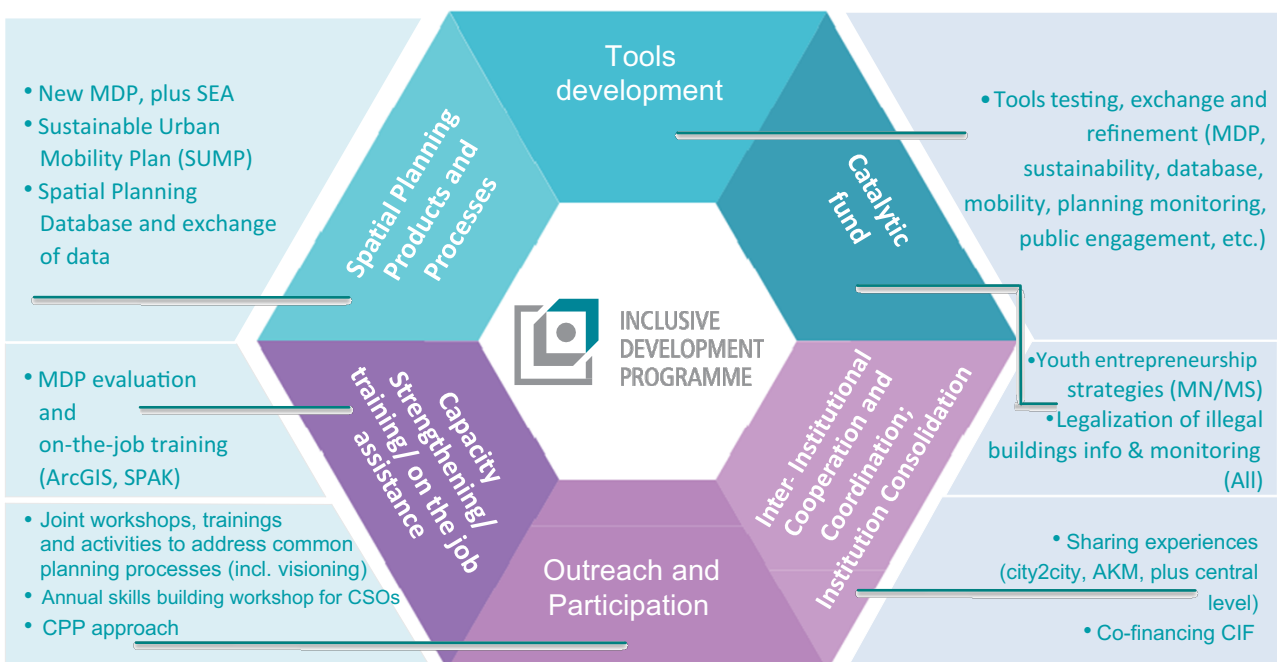 Tools
development
• New MDP, plus SEA
• Sustainable Urban
Mobility Plan (SUMP)
• Spatial Planning
Database and exchange
of data
Spatial Planning
Products and
Processes
Catalytic
fund
•Tools testing, exchange and
refinement (MDP,
sustainability, database,
mobility, planning monitoring,
public engagement, etc.)
INCLUSIVE
DEVELOPMENT
PROGRAMME
• MDP evaluation
and
on-the-job training
(ArcGIS, SPAK)
Capacity
Strengthening/
training/ on the job
assistance
Inter-Institutional
Cooperation and
Coordination;
Institution Consolidation
•Youth entrepreneurship
strategies (MN/MS)
•Legalization of illegal
buildings info & monitoring
(All)
• Joint workshops, trainings
and activities to address common
planning processes (incl. visioning)
• Annual skills building workshop for CSOs
• CPP approach
Outreach and
Participation
• Sharing experiences
(city2city, AKM, plus central
level)
• Co-financing CIF